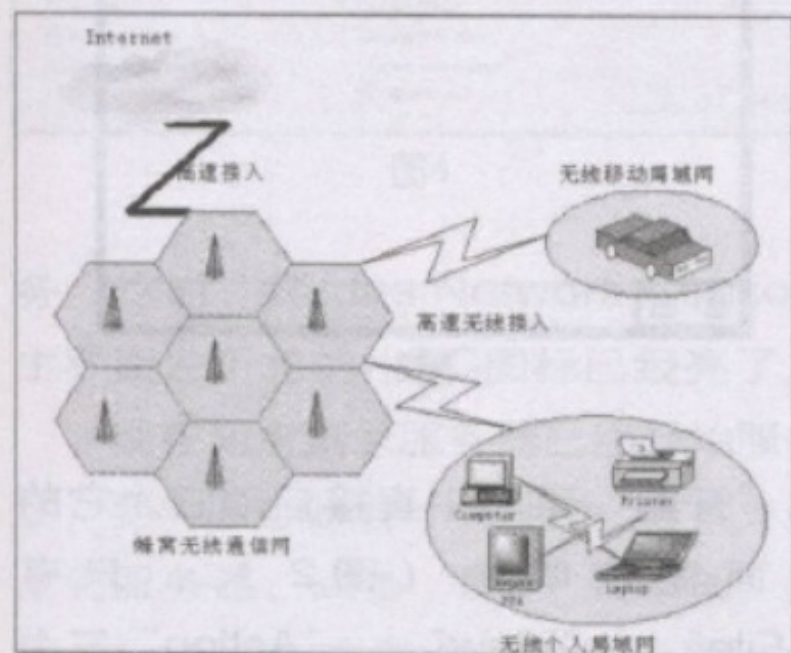 Internet
高速接入
无线移动局域网
高速无线接入
蜂窝无线通信网
Computer
Printer
PDA
Laptop
无线个人局域网